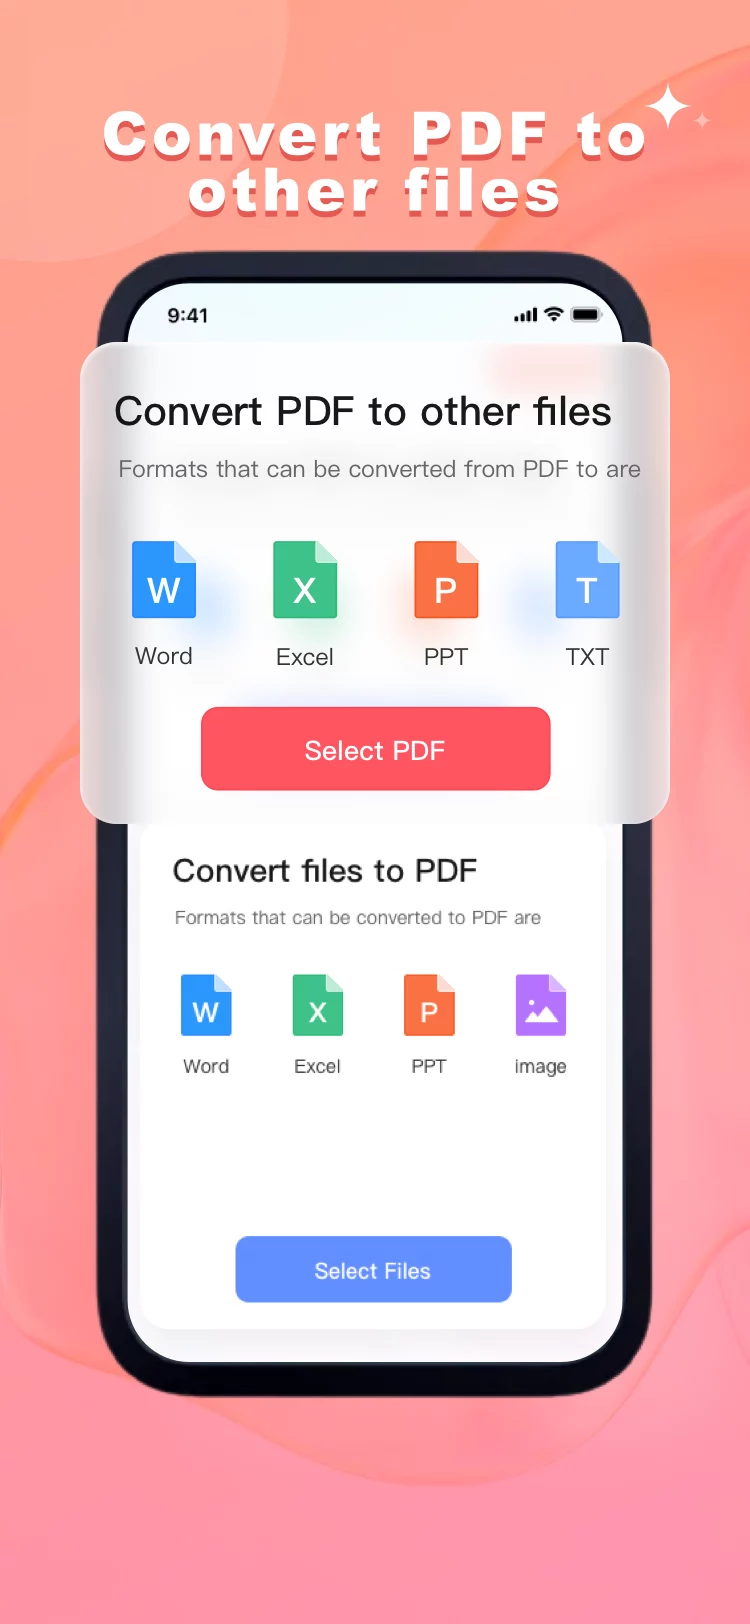 Convert PDF to
other files
9:41
Convert PDF to other files
Formats that can be converted from PDF to are
W X P T
Word Excel PPT TXT
Select PDF
Convert files to PDF
Formats that can be converted to PDF are
W X P
Word Excel PPT image
Select Files